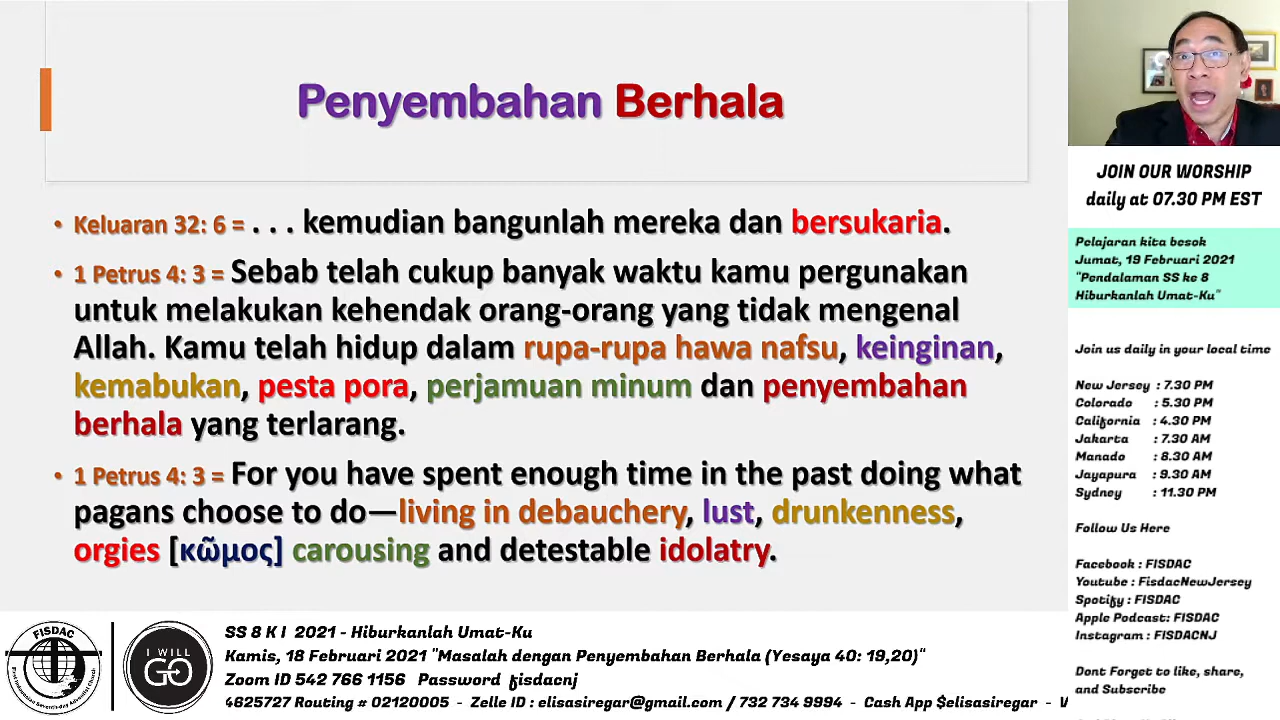 Penyembahan Berhala
• Keluaran 32: 6 = . . . kemudian bangunlah mereka dan bersukaria.
• 1 Petrus 4: 3 = Sebab telah cukup banyak waktu kamu pergunakan
untuk melakukan kehendak orang-orang yang tidak mengenal
Allah. Kamu telah hidup dalam rupa-rupa hawa nafsu, keinginan,
kemabukan, pesta pora, perjamuan minum dan penyembahan
berhala yang terlarang.
• 1 Petrus 4: 3 = For you have spent enough time in the past doing what
pagans choose to do—living in debauchery, lust, drunkenness,
orgies [κῶμος] carousing and detestable idolatry.
JOIN OUR WORSHIP
daily at 07.30 PM EST
Pelajaran kita besok
Jumat, 19 Februari 2021
"Pendalaman SS ke 8
Hiburkanlah Umat-Ku"
Join us daily in your local time
New Jersey : 7.30 PM
Colorado : 5.30 PM
California : 4.30 PM
Jakarta : 7.30 AM
Manado : 8.30 AM
Jayapura : 9.30 AM
Sydney : 11.30 PM
Follow Us Here
Facebook : FISDAC
Youtube : FisdacNewJersey
Spotify : FISDAC
Apple Podcast: FISDAC
Instagram : FISDACNJ
Dont Forget to like, share,
and Subscribe
FISDAC
I WILL
GO
SS 8 K I 2021 - Hiburkanlah Umat-Ku
Kamis, 18 Februari 2021 "Masalah dengan Penyembahan Berhala (Yesaya 40: 19,20)"
Zoom ID 542 766 1156 Password fisdacnj
4625727 Routing # 02120005 - Zelle ID : elisasiregar@gmail.com / 732 734 9994 - Cash App $elisasiregar -